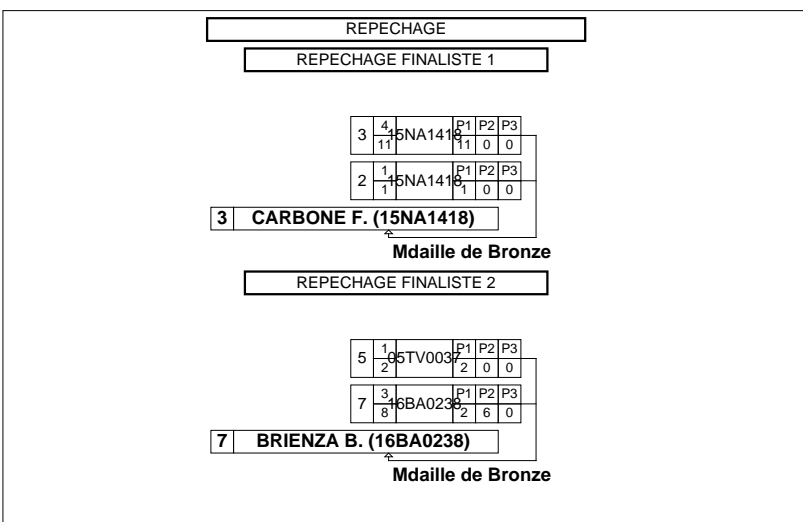 REPECHAGE
REPECHAGE FINALISTE 1
3 4 15NA1418 P1 P2 P3
11 11 0 0
2 1 15NA1418 P1 P2 P3
1 1 0 0
3 CARBONE F. (15NA1418)
Mdaille de Bronze
REPECHAGE FINALISTE 2
5 1 05TV0037 P1 P2 P3
2 2 0 0
7 3 16BA0238 P1 P2 P3
8 2 6 0
7 BRIENZA B. (16BA0238)
Mdaille de Bronze